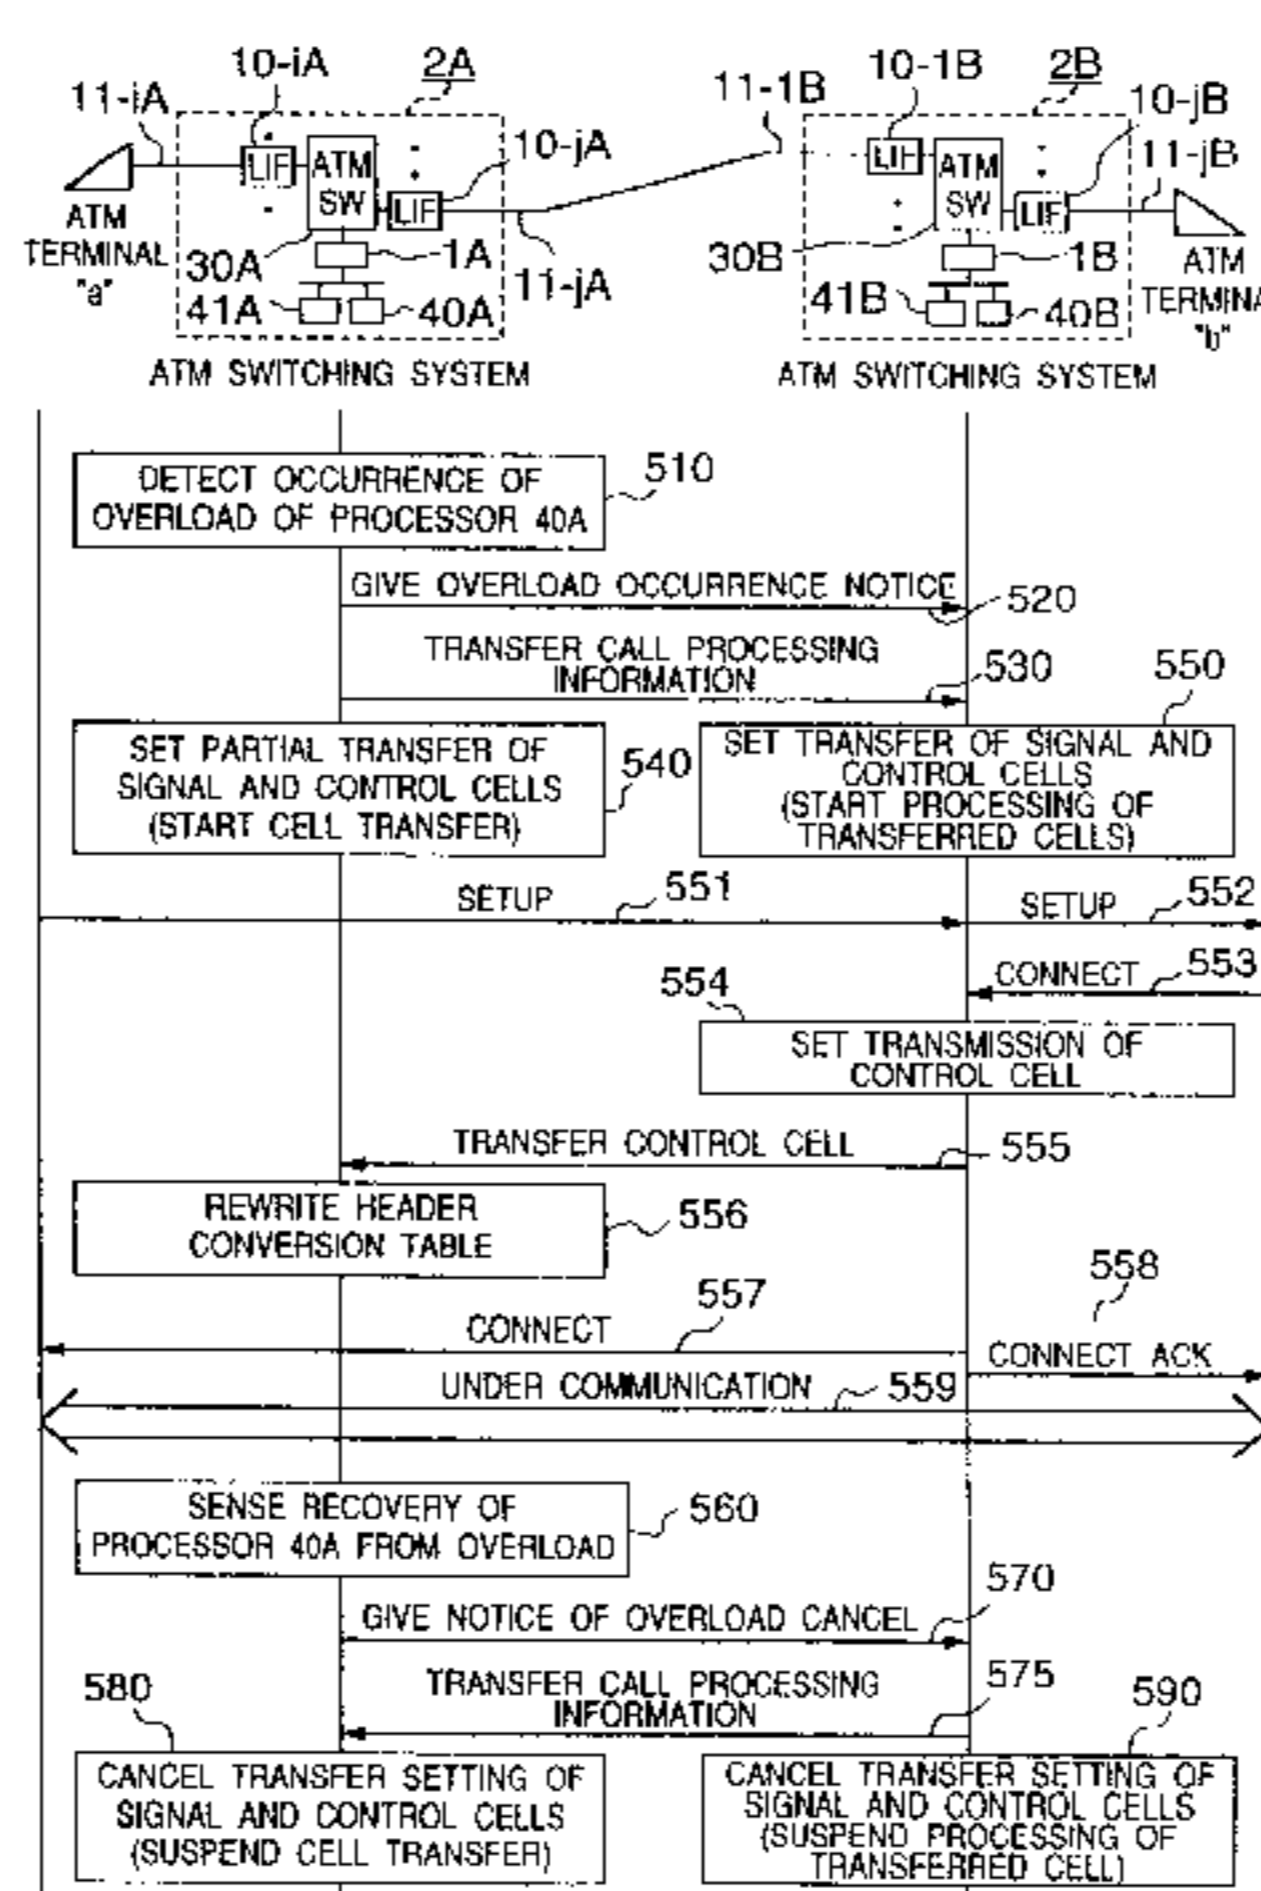 10-iA
2A
11-iA
10-1B
2B
11-1B
10-jB
10-jA
11-jB
LIF
ATM
SW
LIF
LIF
ATM
SW
LIF
ATM
TERMINAL
"a"
30A
1A
11-jA
41A
40A
30B
1B
41B
40B
ATM
"b"
ATM SWITCHING SYSTEM
ATM SWITCHING SYSTEM
DETECT OCCURRENCE OF
OVERLOAD OF PROCESSOR 40A
510
GIVE OVERLOAD OCCURRENCE NOTICE
520
TRANSFER CALL PROCESSING
INFORMATION
530
550
SET PARTIAL TRANSFER OF
SIGNAL AND CONTROL CELLS
(START CELL TRANSFER)
540
SET TRANSFER OF SIGNAL AND
CONTROL CELLS
(START PROCESSING OF
TRANSFERRED CELLS)
SETUP
551
SETUP
552
CONNECT
553
554
SET TRANSMISSION OF
CONTROL CELL
TRANSFER CONTROL CELL
555
REWRITE HEADER
CONVERSION TABLE
556
557
558
CONNECT
CONNECT ACK
UNDER COMMUNICATION
559
SENSE RECOVERY OF
PROCESSOR 40A FROM OVERLOAD
560
570
GIVE NOTICE OF OVERLOAD CANCEL
580
TRANSFER CALL PROCESSING
INFORMATION
575
590
CANCEL TRANSFER SETTING OF
SIGNAL AND CONTROL CELLS
(SUSPEND CELL TRANSFER)
CANCEL TRANSFER SETTING OF
SIGNAL AND CONTROL CELLS
(SUSPEND PROCESSING OF
TRANSFERRED CELL)